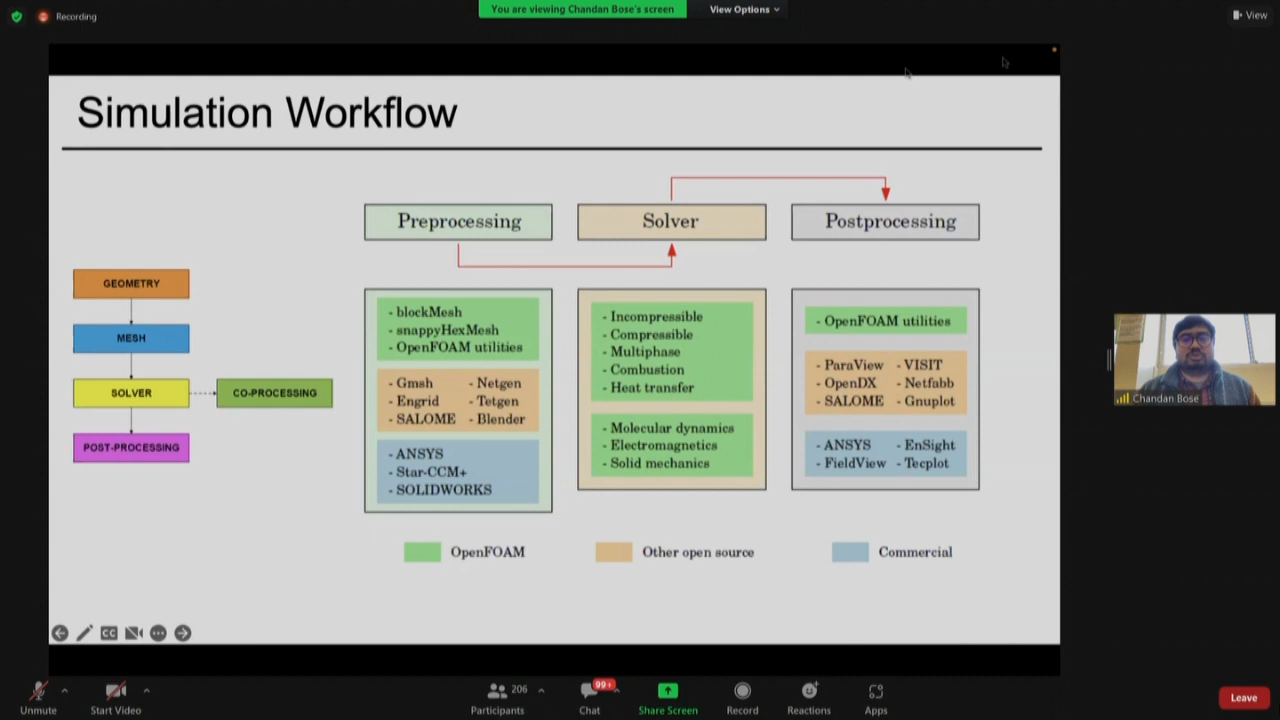 Recording
You are viewing Chandan Bose's screen
View Options
View
Simulation Workflow
Preprocessing
Solver
Postprocessing
GEOMETRY
MESH
SOLVER
CO-PROCESSING
POST-PROCESSING
- blockMesh
- snappyHexMesh
- OpenFOAM utilities
- Gmsh - Netgen
- Engrid - Tetgen
- SALOME - Blender
- ANSYS
- Star-CCM+
- SOLIDWORKS
- Incompressible
- Compressible
- Multiphase
- Combustion
- Heat transfer
- Molecular dynamics
- Electromagnetics
- Solid mechanics
- OpenFOAM utilities
- ParaView - VISIT
- OpenDX - Netfabb
- SALOME - Gnuplot
- ANSYS - EnSight
- FieldView - Tecplot
OpenFOAM
Other open source
Commercial
Chandan Bose
CC
206
99+
Unmute
Start Video
Participants
Chat
Share Screen
Record
Reactions
Apps
Leave